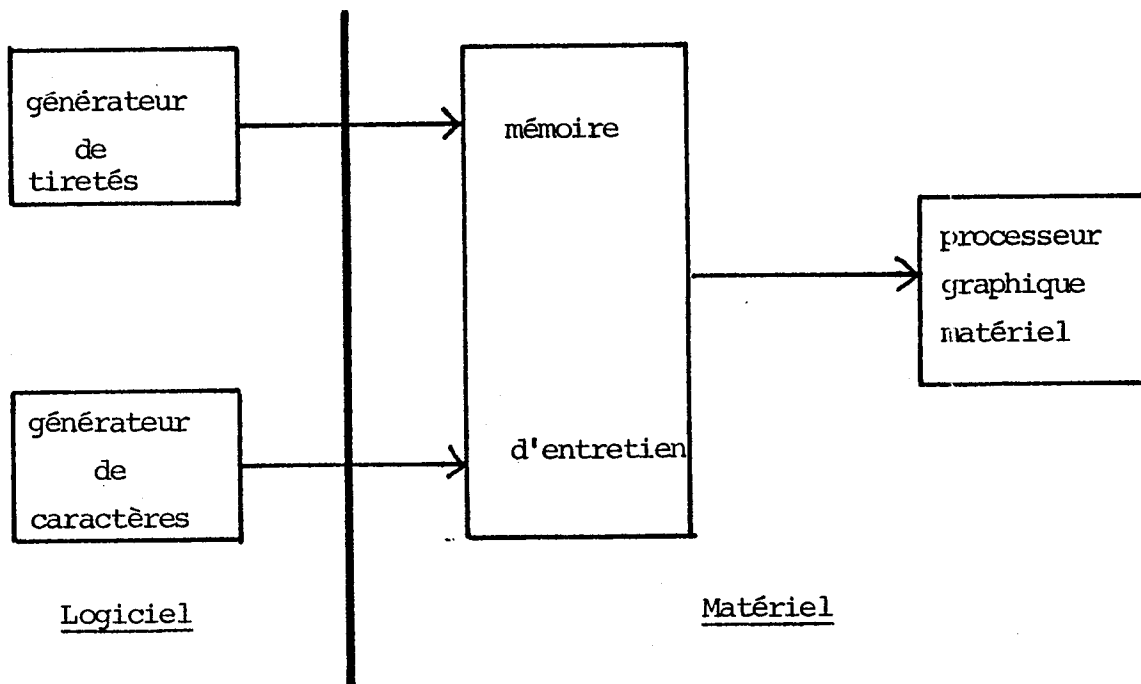 générateur
de
tiretés
mémoire
processeur
graphique
matériel
générateur
de
caractères
d'entretien
Logiciel
Matériel